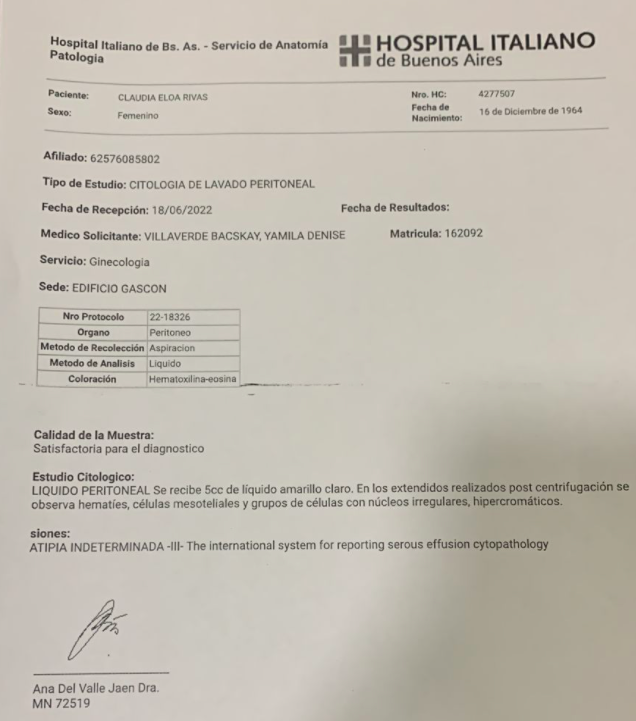 Hospital Italiano de Bs. As. - Servicio de Anatomía
Patologia
HOSPITAL ITALIANO
de Buenos Aires
Paciente: CLAUDIA ELOA RIVAS
Nro. HC: 4277507
Sexo: Femenino
Fecha de
Nacimiento: 16 de Diciembre de 1964
Afiliado: 62576085802
Tipo de Estudio: CITOLOGIA DE LAVADO PERITONEAL
Fecha de Recepción: 18/06/2022 Fecha de Resultados:
Medico Solicitante: VILLAVERDE BACSKAY, YAMILA DENISE Matricula: 162092
Servicio: Ginecologia
Sede: EDIFICIO GASCON
Nro Protocolo 22-18326
Organo Peritoneo
Metodo de Recolección Aspiracion
Metodo de Analisis Liquido
Coloración Hematoxilina-eosina
Calidad de la Muestra:
Satisfactoria para el diagnostico
Estudio Citologico:
LIQUIDO PERITONEAL Se recibe 5cc de líquido amarillo claro. En los extendidos realizados post centrifugación se
observa hematíes, células mesoteliales y grupos de células con núcleos irregulares, hipercromáticos.
siones:
ATIPIA INDETERMINADA -III- The international system for reporting serous effusion cytopathology
Ana Del Valle Jaen Dra.
MN 72519